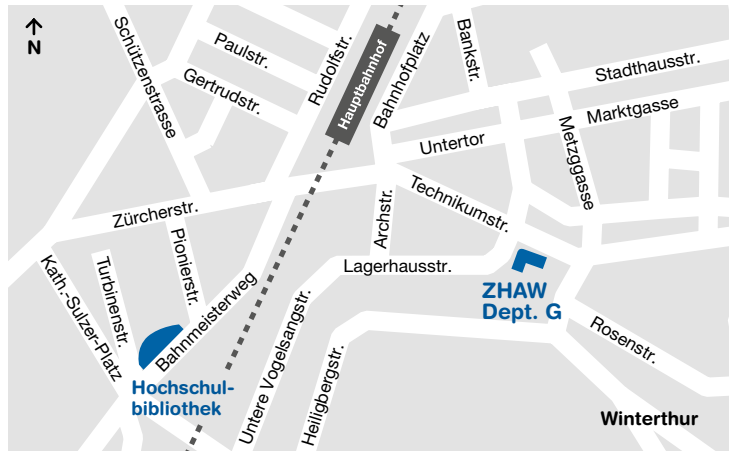 N
Schützenstrasse
Paulstr.
Gertrudstr.
Rudolfstr.
Hauptbahnhof
Bahnhofplatz
Bankstr.
Stadthausstr.
Marktgasse
Untertor
Metzggasse
Technikumstr.
Zürcherstr.
Archstr.
Pionierstr.
Lagerhausstr.
Turbinenstr.
Kath.-Sulzer-Platz
Bahnmeisterweg
ZHAW
Dept. G
Rosenstr.
Untere Vogelsangstr.
Heiligbergstr.
Hochschul-
bibliothek
Winterthur